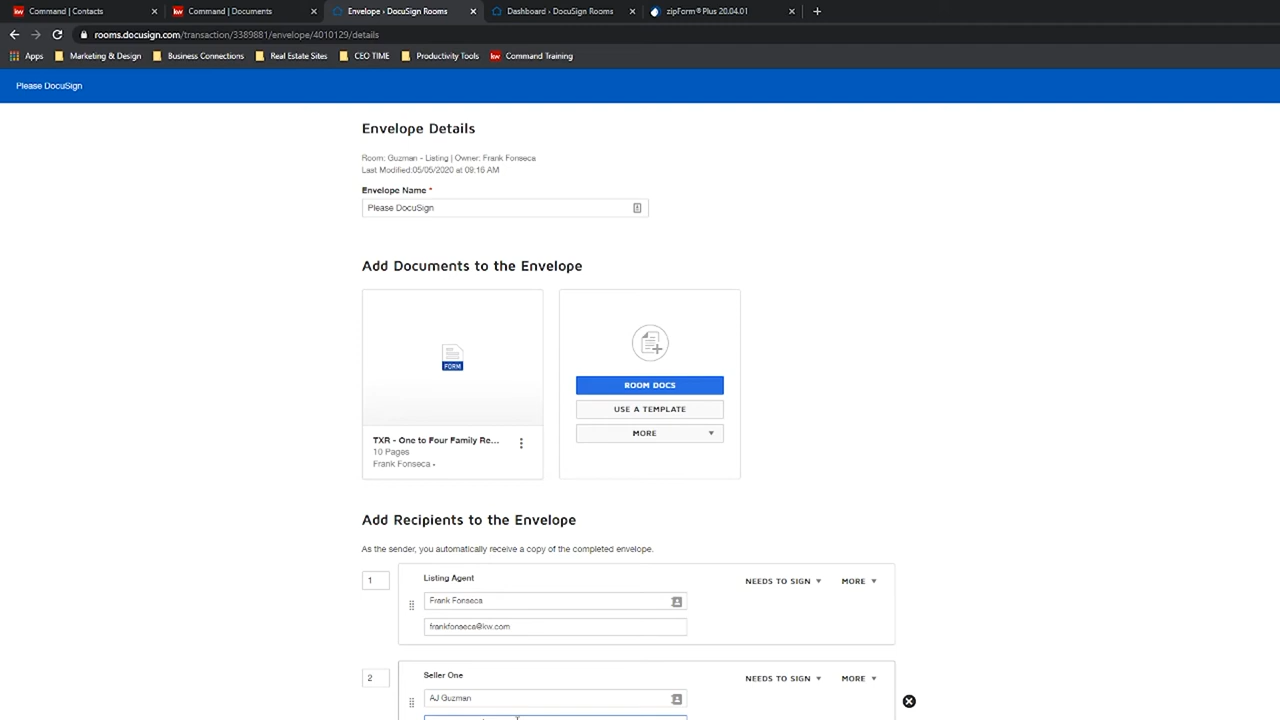 Command | Contacts
Command | Documents
Envelope › DocuSign Rooms
Dashboard › DocuSign Rooms
zipForm® Plus 20.04.01
rooms.docusign.com/transaction/3389881/envelope/4010129/details
Apps
Marketing & Design
Business Connections
Real Estate Sites
CEO TIME
Productivity Tools
kw Command Training
Please DocuSign
Envelope Details
Room: Guzman - Listing | Owner: Frank Fonseca
Last Modified:05/05/2020 at 09:16 AM
Envelope Name *
Please DocuSign
Add Documents to the Envelope
FORM
TXR - One to Four Family Re...
10 Pages
Frank Fonseca •
ROOM DOCS
USE A TEMPLATE
MORE
Add Recipients to the Envelope
As the sender, you automatically receive a copy of the completed envelope.
1
Listing Agent
NEEDS TO SIGN
MORE
Frank Fonseca
frankfonseca@kw.com
2
Seller One
NEEDS TO SIGN
MORE
AJ Guzman